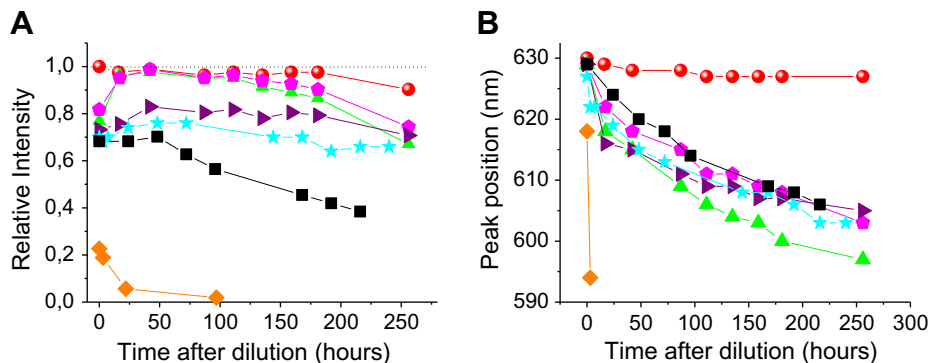 A
B
1,0
0,8
0,6
0,4
0,2
0,0
Relative Intensity
0 50 100 150 200 250
Time after dilution (hours)
630
620
610
600
590
Peak position (nm)
0 50 100 150 200 250 300
Time after dilution (hours)